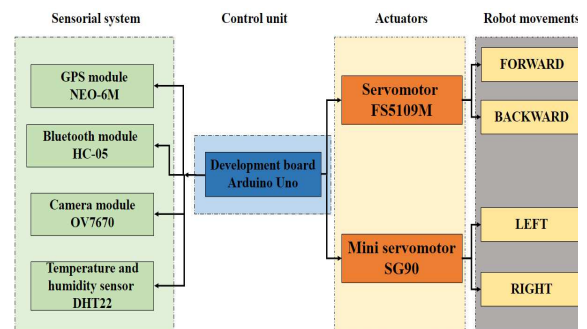 Sensorial system
Control unit
Actuators
Robot movements
GPS module
NEO-6M
Bluetooth module
HC-05
Camera module
OV7670
Temperature and
humidity sensor
DHT22
Development board
Arduino Uno
Servomotor
FS5109M
Mini servomotor
SG90
FORWARD
BACKWARD
LEFT
RIGHT